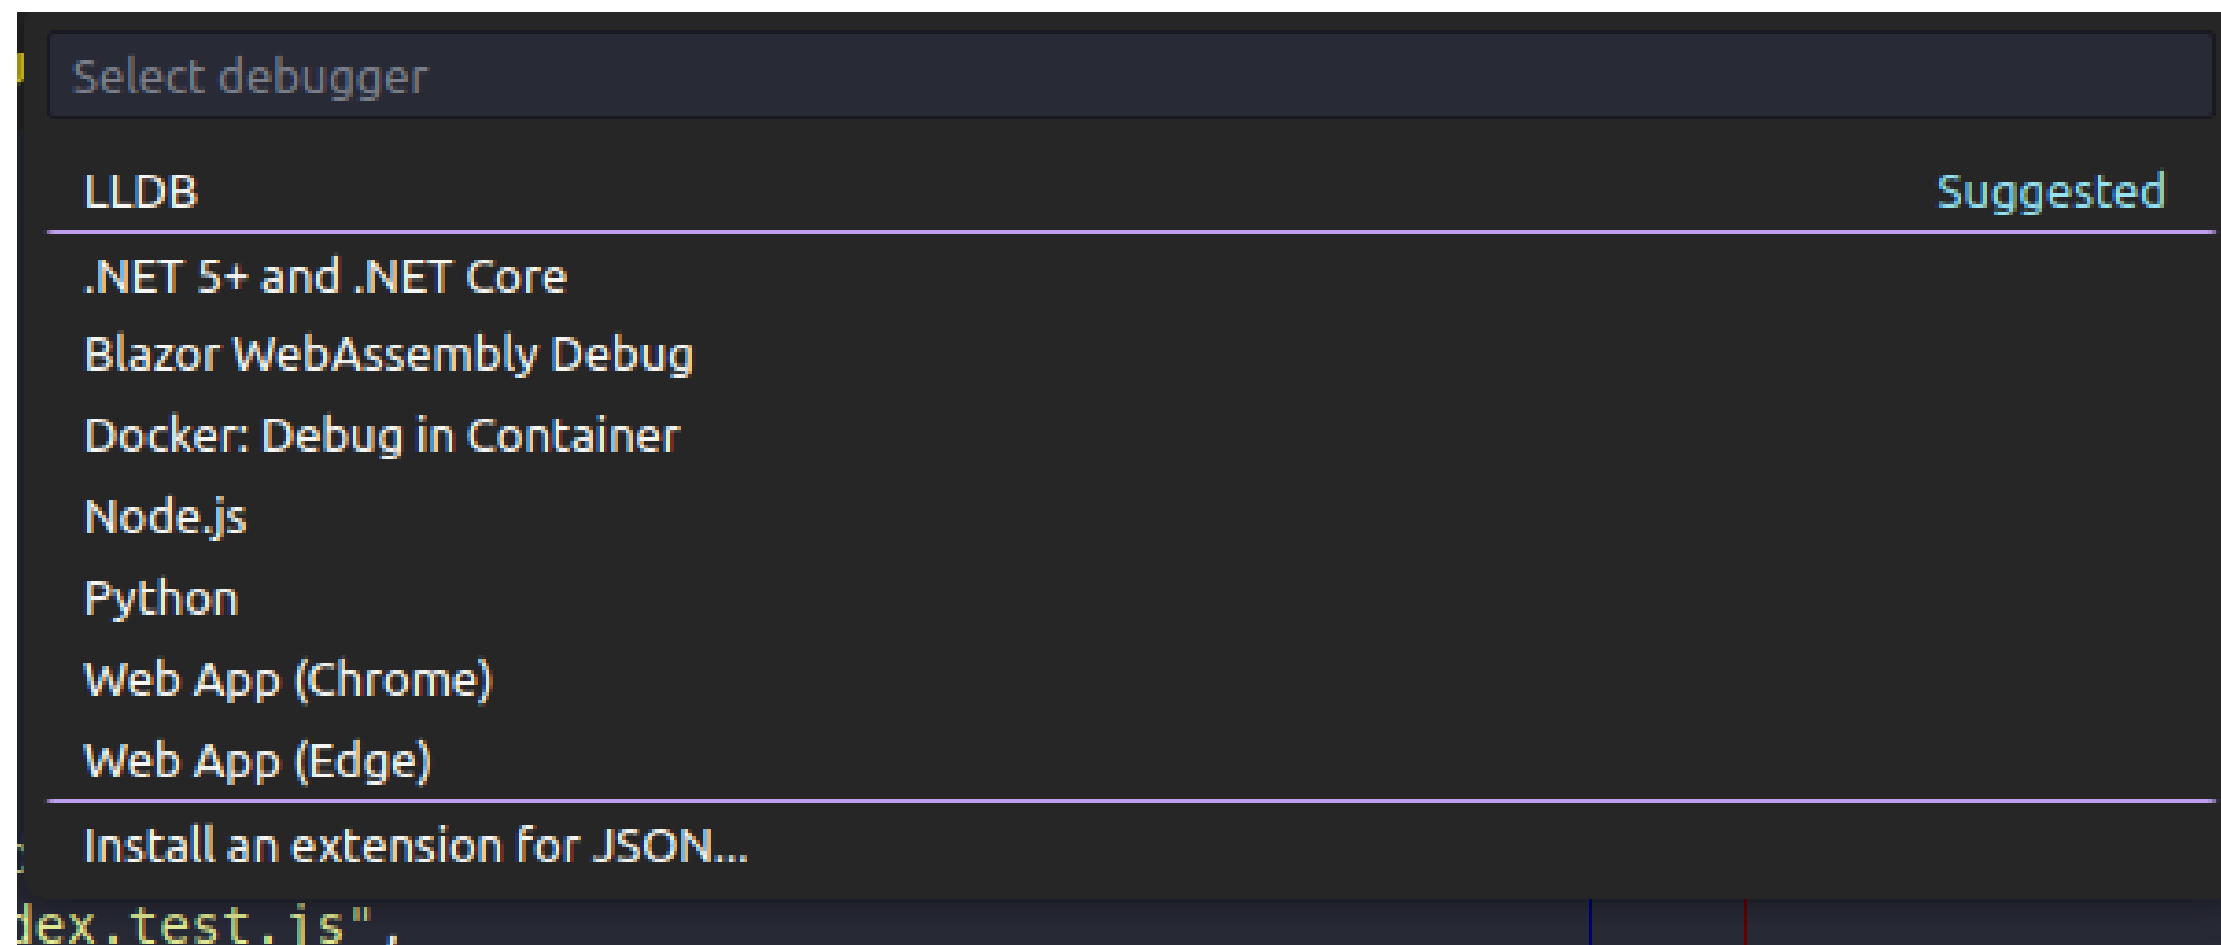 Select debugger
LLDB Suggested
.NET 5+ and .NET Core
Blazor WebAssembly Debug
Docker: Debug in Container
Node.js
Python
Web App (Chrome)
Web App (Edge)
Install an extension for JSON...
dex.test.js",